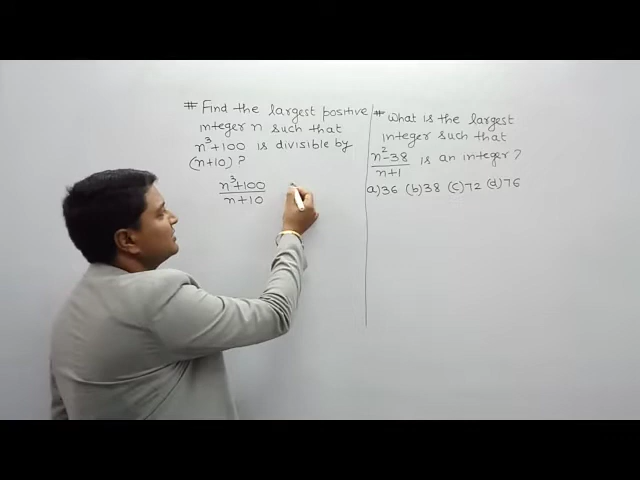 # Find the largest positive
integer n such that
n³+100 is divisible by
(n+10) ?
n³+100
n+10
# What is the largest
integer such that
n²-38 is an integer ?
n+1
a) 36 (b) 38 (c) 72 (d) 76